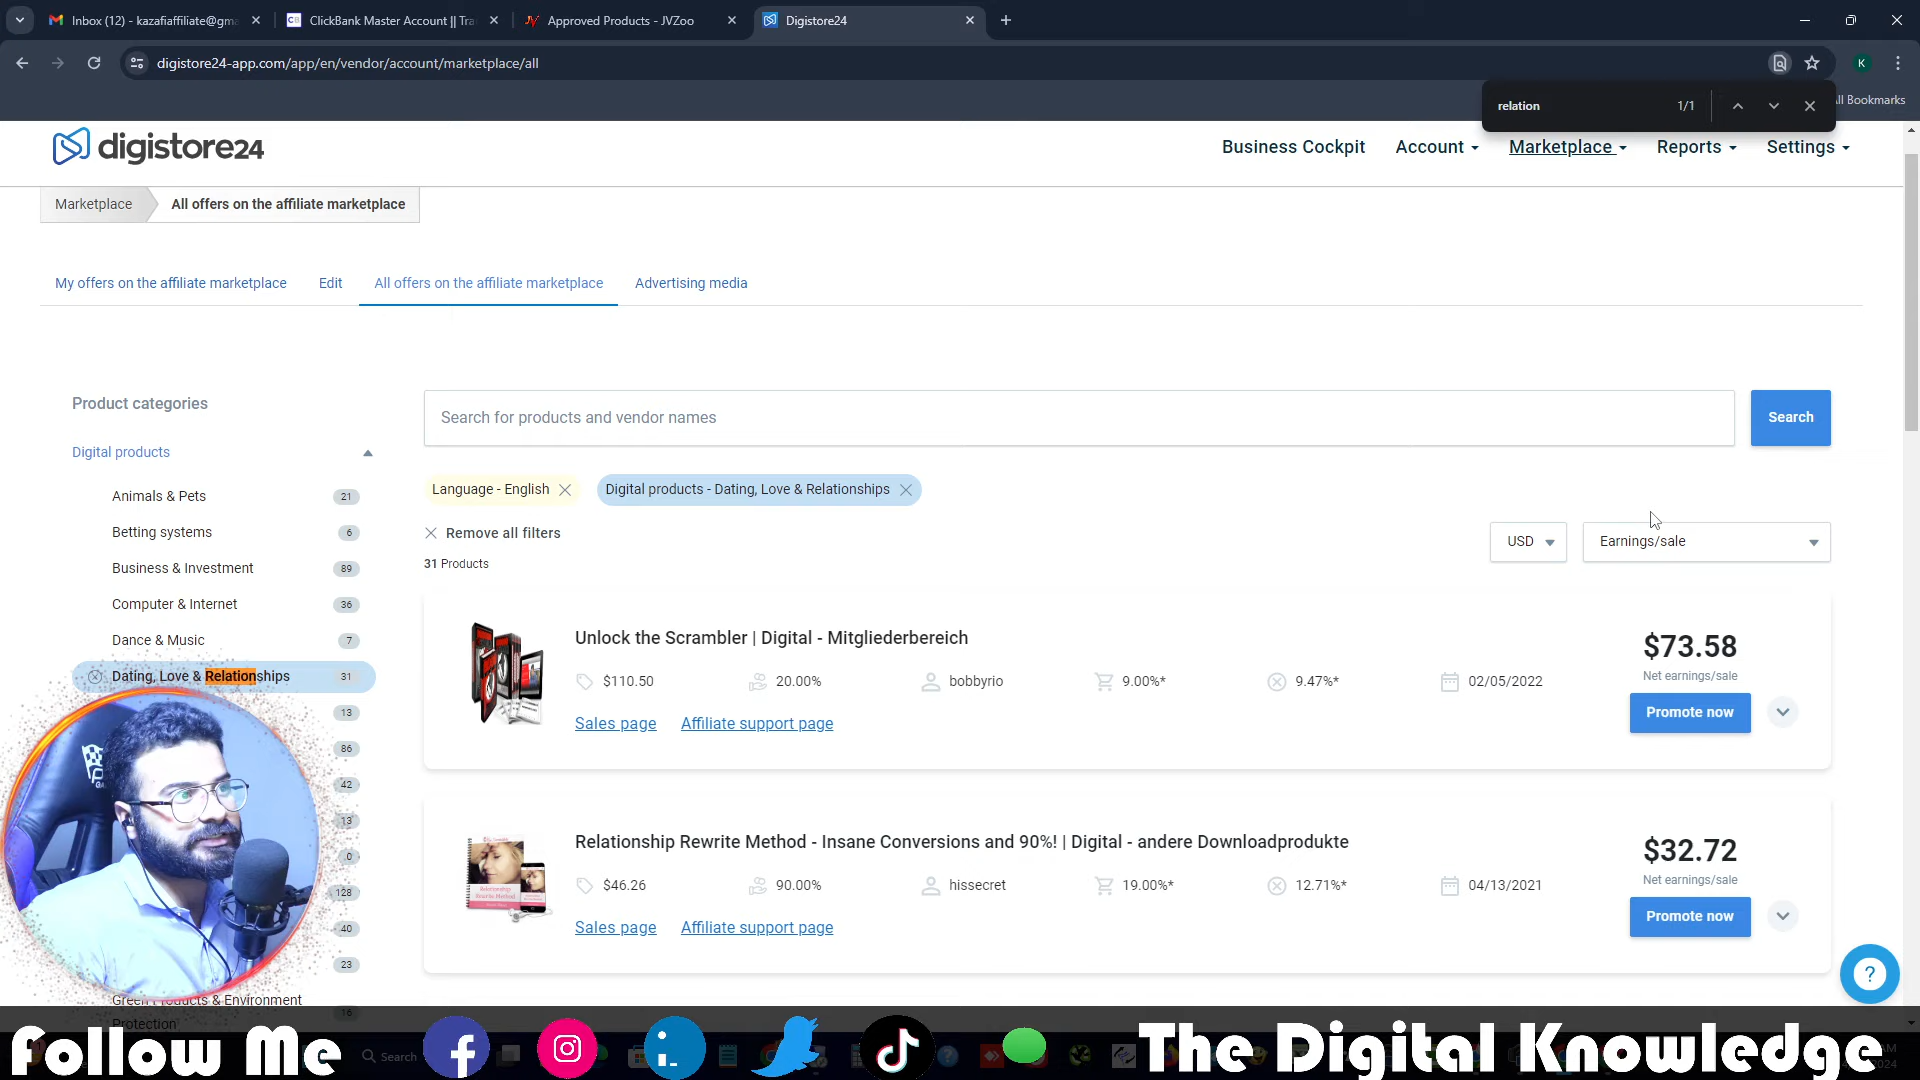 Inbox (12) - kazafiaffiliate@gm
ClickBank Master Account || Tra
Approved Products - JVZoo
Digistore24
digistore24-app.com/app/en/vendor/account/marketplace/all
K
relation
1/1
ll Bookmarks
digistore24
Business Cockpit
Account
Marketplace
Reports
Settings
Marketplace
All offers on the affiliate marketplace
My offers on the affiliate marketplace
Edit
All offers on the affiliate marketplace
Advertising media
Product categories
Search for products and vendor names
Search
Digital products
Language - English
Digital products - Dating, Love & Relationships
Remove all filters
31 Products
USD
Earnings/sale
Animals & Pets 21
Betting systems 6
Business & Investment 89
Computer & Internet 36
Dance & Music 7
Dating, Love & Relationships 31
13
86
42
13
0
128
40
23
Green Products & Environment
Protection
16
Unlock the Scrambler | Digital - Mitgliederbereich
$110.50
20.00%
bobbyrio
9.00%*
9.47%*
02/05/2022
Sales page
Affiliate support page
$73.58
Net earnings/sale
Promote now
Relationship Rewrite Method - Insane Conversions and 90%! | Digital - andere Downloadprodukte
$46.26
90.00%
hissecret
19.00%*
12.71%*
04/13/2021
Sales page
Affiliate support page
$32.72
Net earnings/sale
Promote now
?
Follow Me
Search
The Digital Knowledge